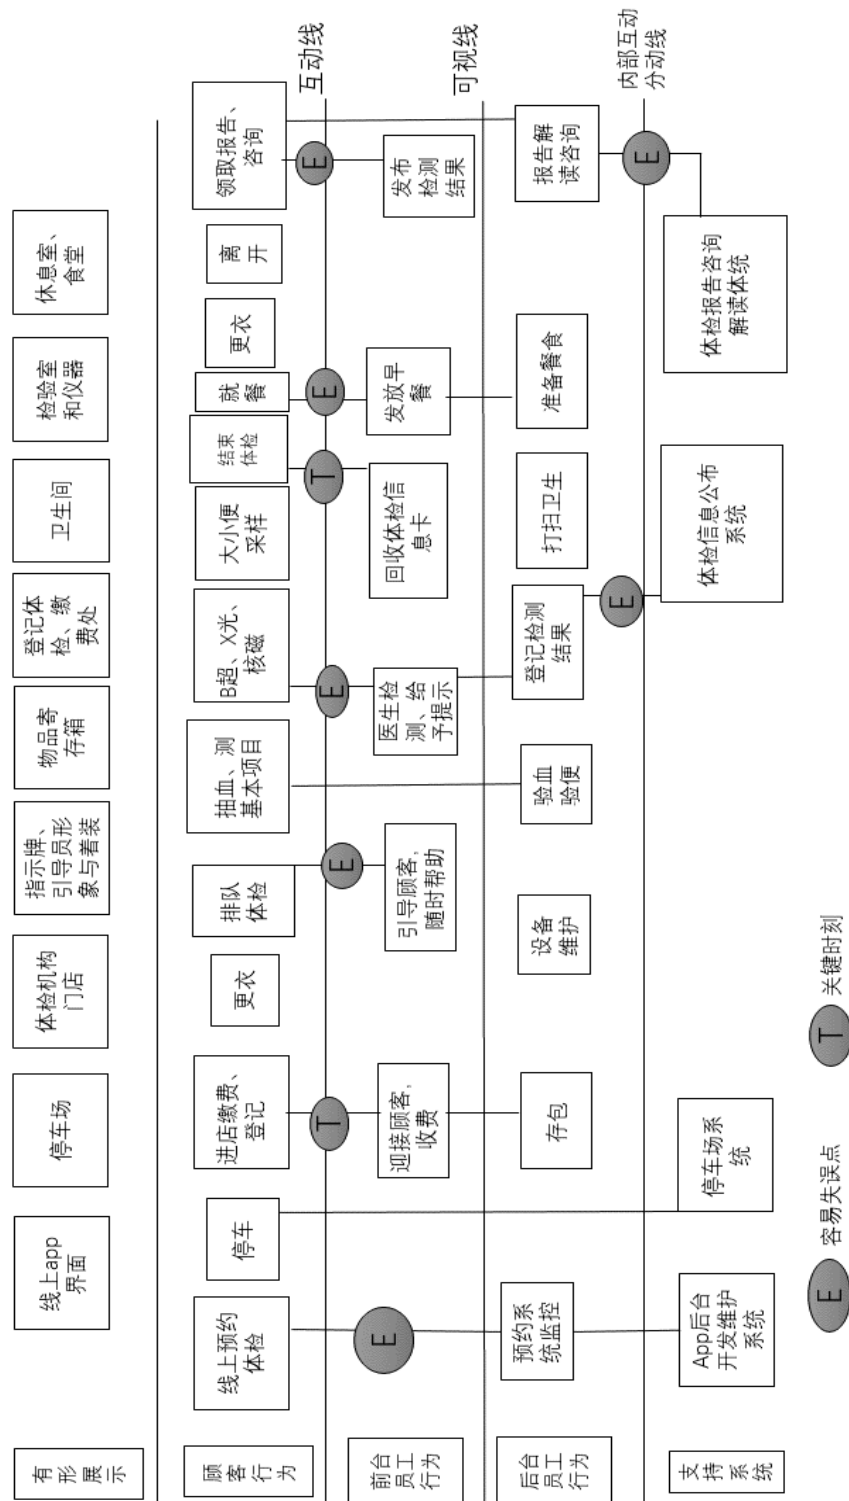 有
形
展
示
线上app
界面
停车场
体检机构
门店
指示牌、
引导员形
象与着装
物品寄
存箱
登记体
检、缴
费处
卫生间
检验室
和仪器
休息室、
食堂
顾
客
行
为
线上预约
体检
停车
进店缴费、
登记
更衣
排队
体检
抽血、测
基本项目
B超、X光、
核磁
大小便
采样
结束
体检
就
餐
更衣
离
开
领取报告、
咨询
互动线
T
E
E
T
E
E
前台
员工
行为
E
迎接顾客，
收费
引导顾客，
随时帮助
医生检
测、给
予提示
回收体检信
息卡
发放早
餐
发布
检测
结果
可视线
后台
员工
行为
预约系
统监控
存包
设备
维护
验血
验便
登记检测
结果
打扫卫生
准备餐食
报告解
读咨询
内部互动
分动线
E
E
支
持
系
统
App后台
开发维护
系统
停车场系
统
体检信息公布
系统
体检报告咨询
解读体统
E
容易失误点
T
关键时刻